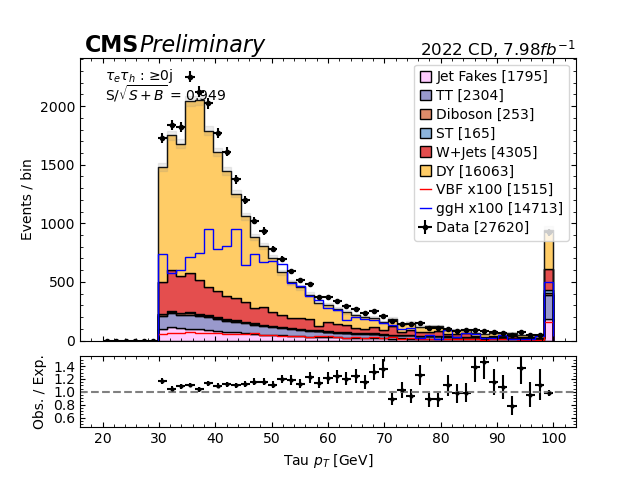 CMS Preliminary
2022 CD, 7.98fb⁻¹
τₑτₕ : ≥0j
S/√S + B = 0.949
Jet Fakes [1795]
TT [2304]
Diboson [253]
ST [165]
W+Jets [4305]
DY [16063]
VBF x100 [1515]
ggH x100 [14713]
Data [27620]
Events / bin
2000
1500
1000
500
0
Obs. / Exp.
1.4
1.2
1.0
0.8
0.6
20 30 40 50 60 70 80 90 100
Tau p_T [GeV]